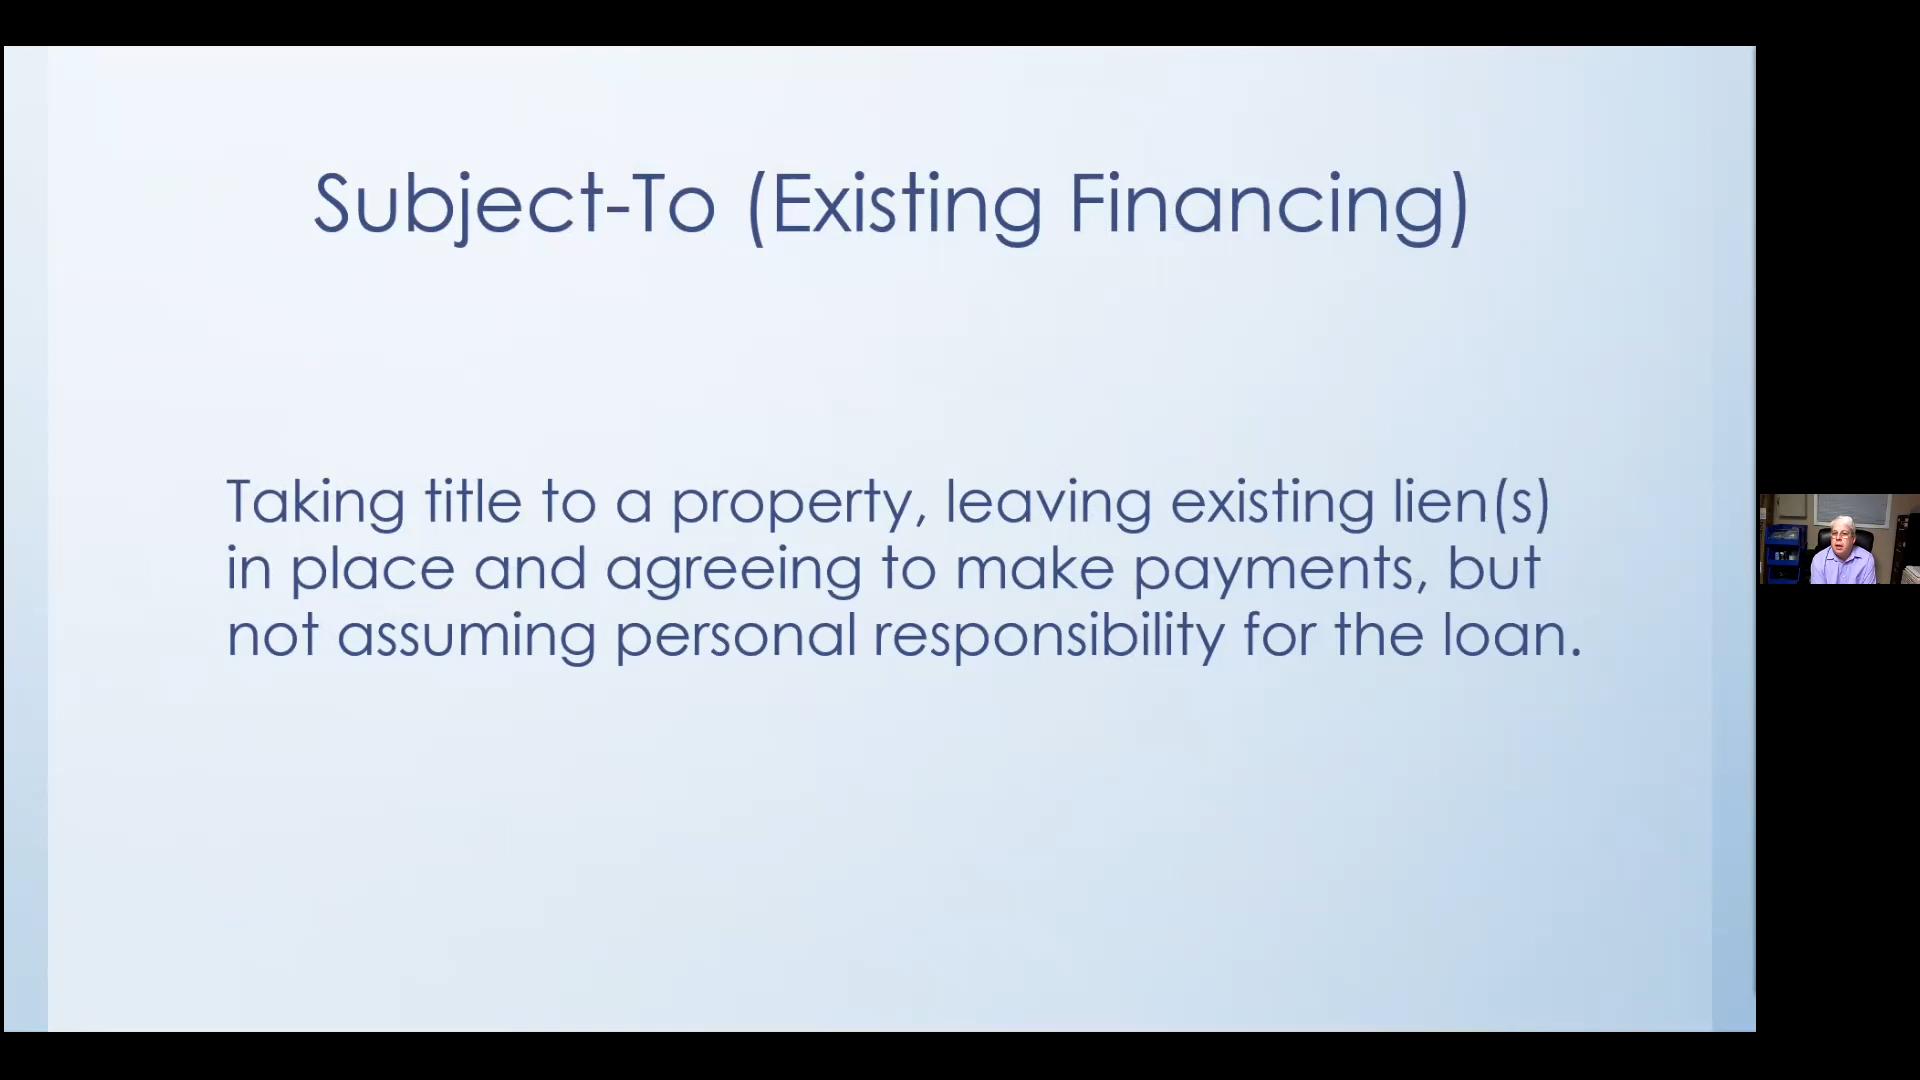 Subject-To (Existing Financing)
Taking title to a property, leaving existing lien(s)
in place and agreeing to make payments, but
not assuming personal responsibility for the loan.